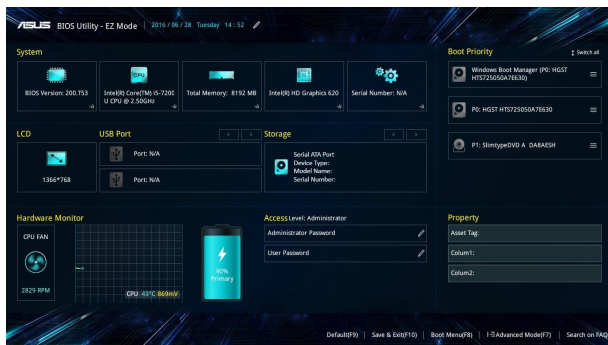 ASUS BIOS Utility - EZ Mode 2016/06/28 Tuesday 14:52
System
BIOS Version: 200.T53
Intel(R) Core(TM) i5-7200
U CPU @ 2.50GHz
CPU
Total Memory: 8192 MB
Intel(R) HD Graphics 620
Serial Number: N/A
Boot Priority
Switch all
Windows Boot Manager (P0: HGST
HTS725050A76630)
P0: HGST HTS725050A7E630
P1: SlimtypeDVD A DA8AESH
LCD
1366*768
USB Port
Port: N/A
Port: N/A
Storage
Serial ATA Port
Device Type:
Model Name:
Serial Number:
Hardware Monitor
CPU FAN
2829 RPM
CPU 43°C 869mV
90%
Primary
Access Level: Administrator
Administrator Password
User Password
Property
Asset Tag:
Colum1:
Colum2:
Default(F9) Save & Exit(F10) Boot Menu(F8) Advanced Mode(F7) Search on FAQ